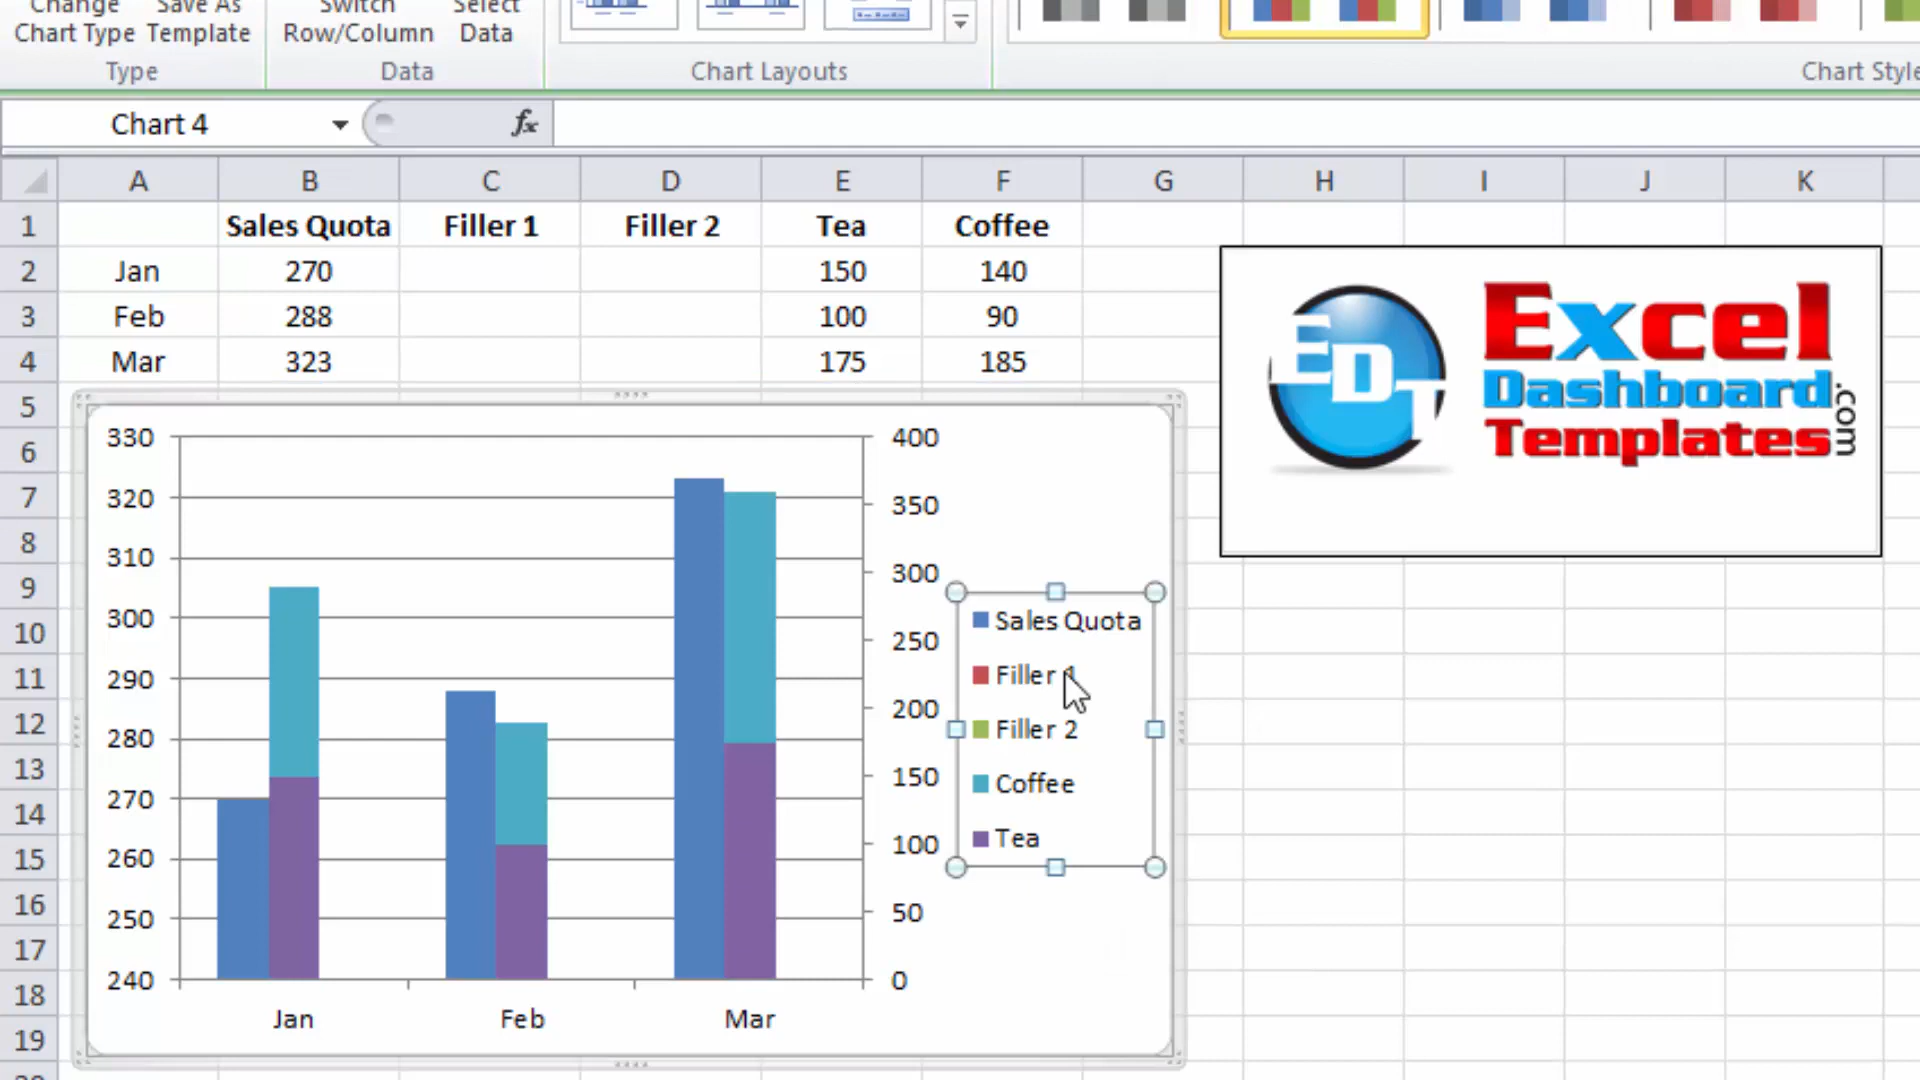 Change Save As Switch Select
Chart Type Template Row/Column Data
Type Data Chart Layouts Chart Style
Chart 4 fx
A B C D E F G H I J K
1 Sales Quota Filler 1 Filler 2 Tea Coffee
2 Jan 270 150 140
3 Feb 288 100 90
4 Mar 323 175 185
5
6
7
8
9
10
11
12
13
14
15
16
17
18
19
330
320
310
300
290
280
270
260
250
240
400
350
300
250
200
150
100
50
0
Jan Feb Mar
Sales Quota
Filler 1
Filler 2
Coffee
Tea
EDT
Excel
Dashboard
Templates
.com